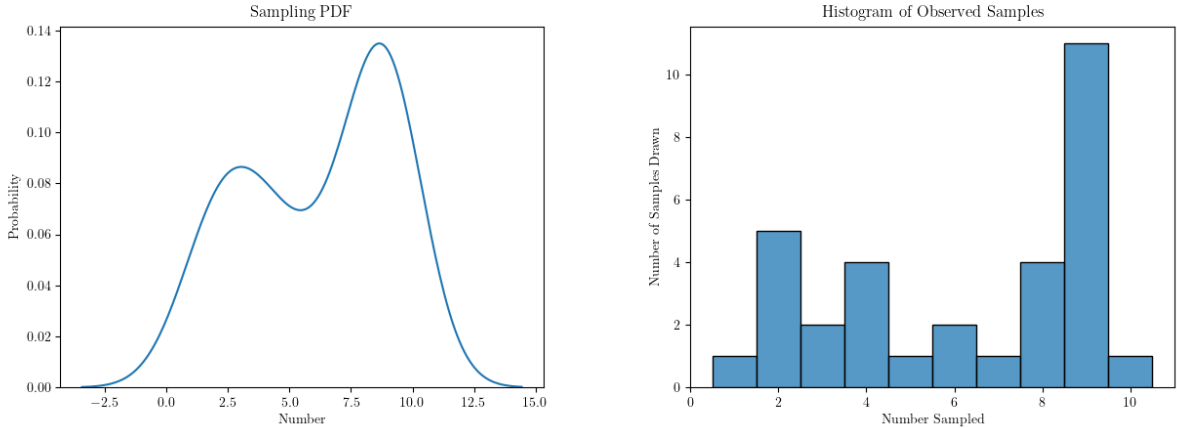 Sampling PDF
0.14
0.12
0.10
0.08
0.06
0.04
0.02
0.00
Probability
−2.5 0.0 2.5 5.0 7.5 10.0 12.5 15.0
Number
Histogram of Observed Samples
10
8
6
4
2
0
Number of Samples Drawn
0 2 4 6 8 10
Number Sampled